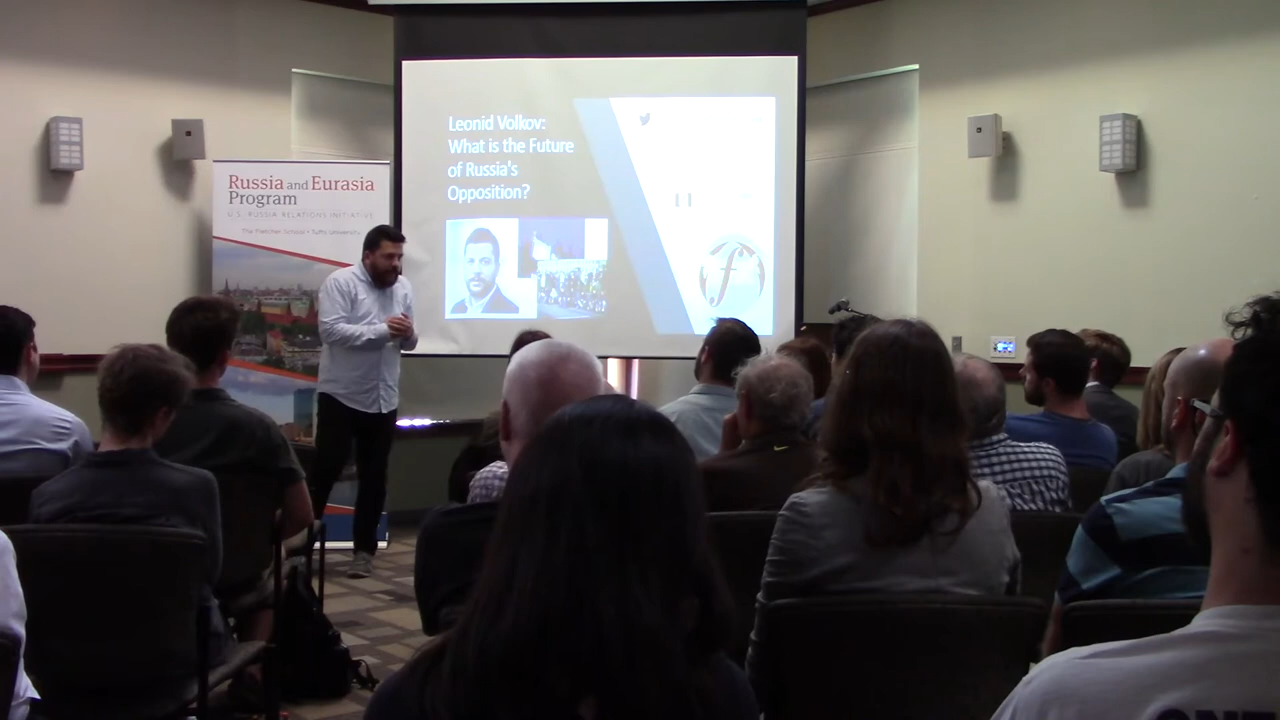 Russia and Eurasia
Program
U.S. RUSSIA RELATIONS INITIATIVE
The Fletcher School • Tufts University
Leonid Volkov:
What is the Future
of Russia's
Opposition?
f